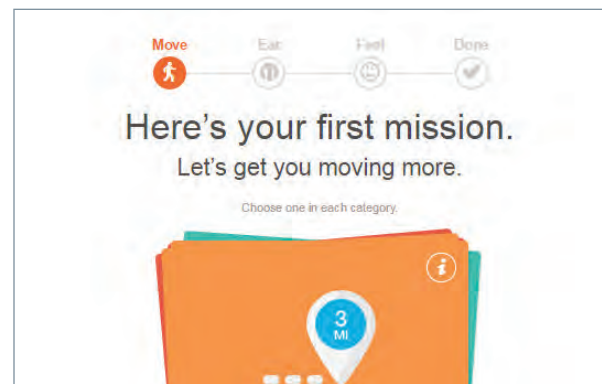 Move Eat Feel Done
Here's your first mission.
Let's get you moving more.
Choose one in each category.
i
3
MI